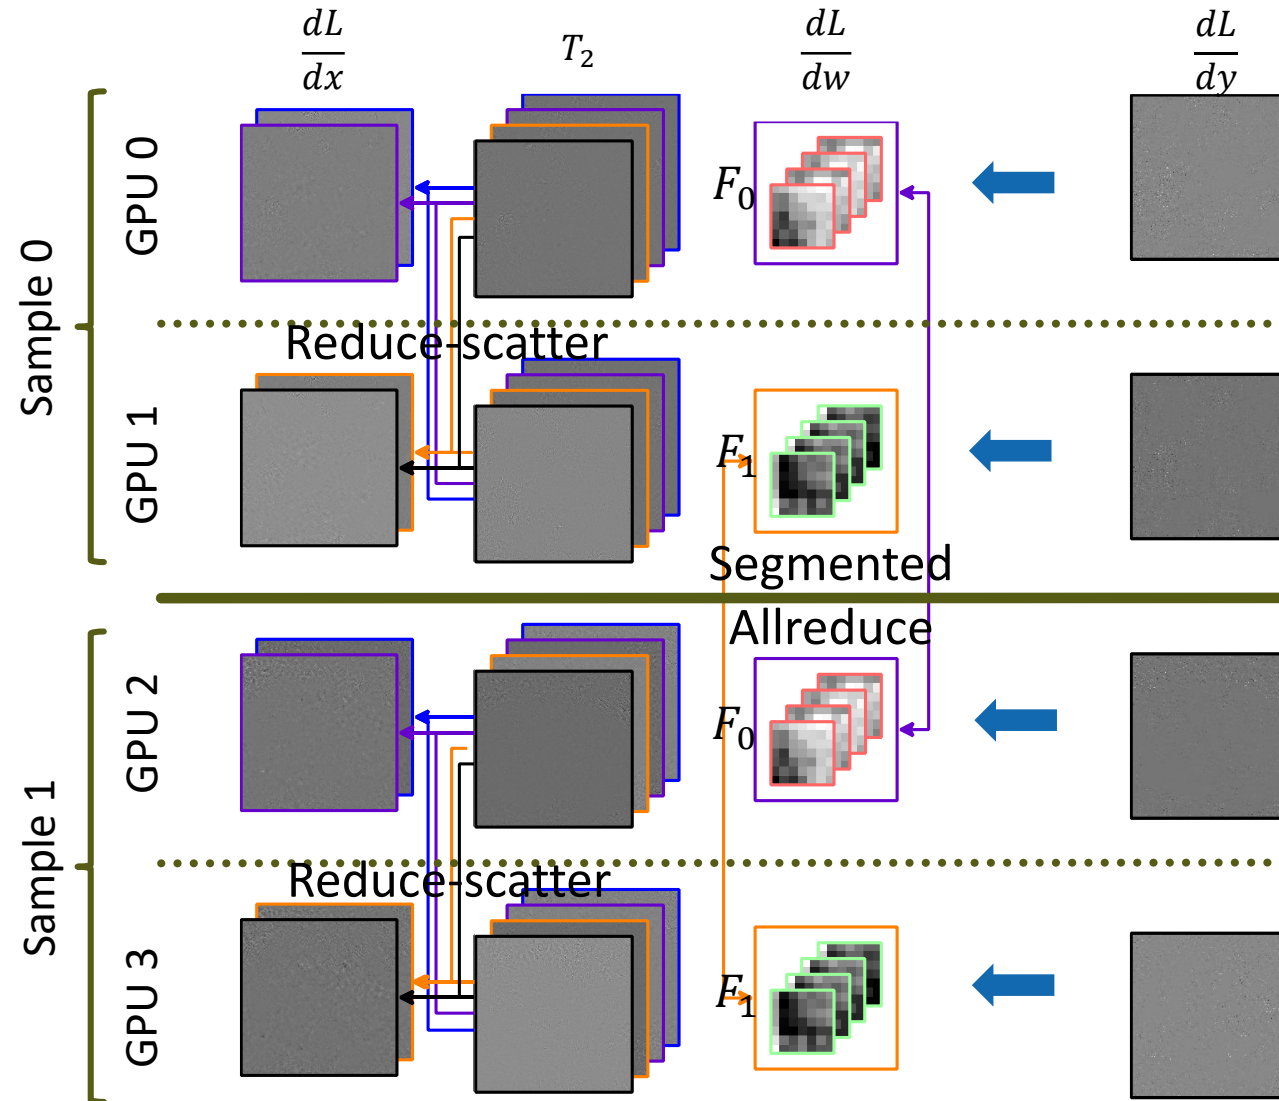 dL/dx
T₂
dL/dw
dL/dy
Sample 0
GPU 0
F₀
Reduce-scatter
GPU 1
F₁
Segmented
Allreduce
Sample 1
GPU 2
F₀
Reduce-scatter
GPU 3
F₁